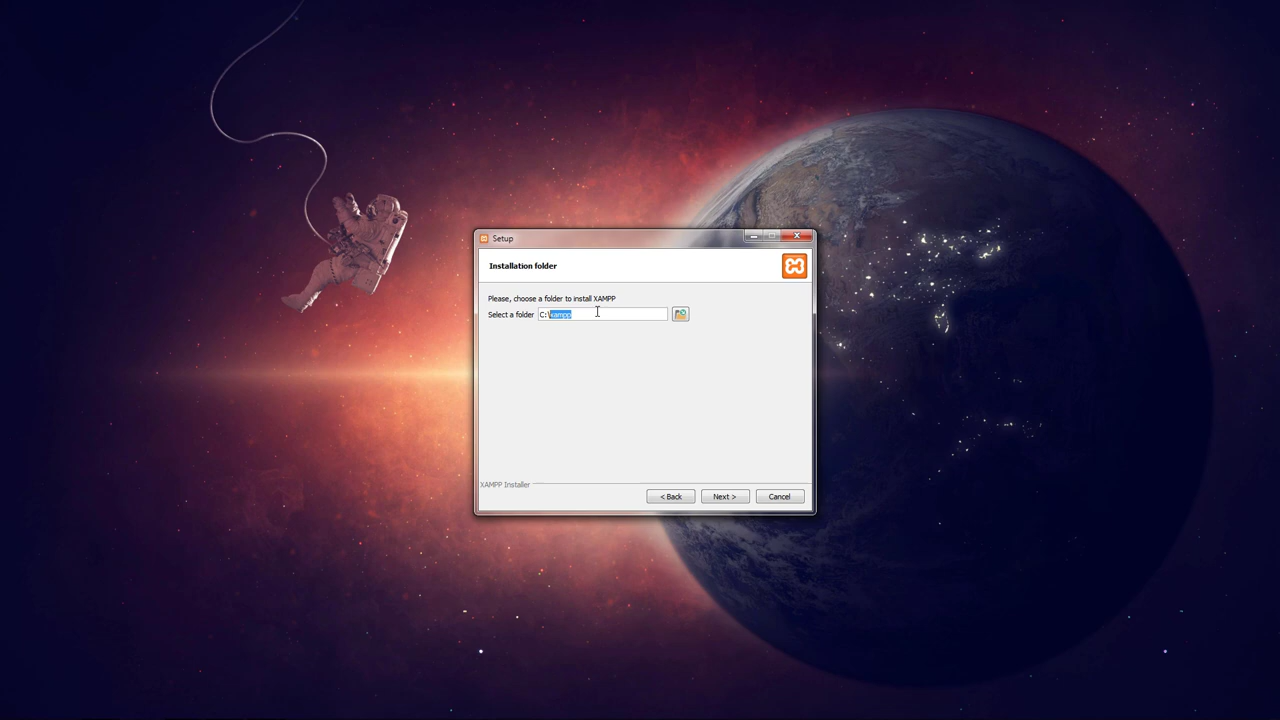 Setup
Installation folder
Please, choose a folder to install XAMPP
Select a folder C:\xampp
XAMPP Installer
< Back Next > Cancel